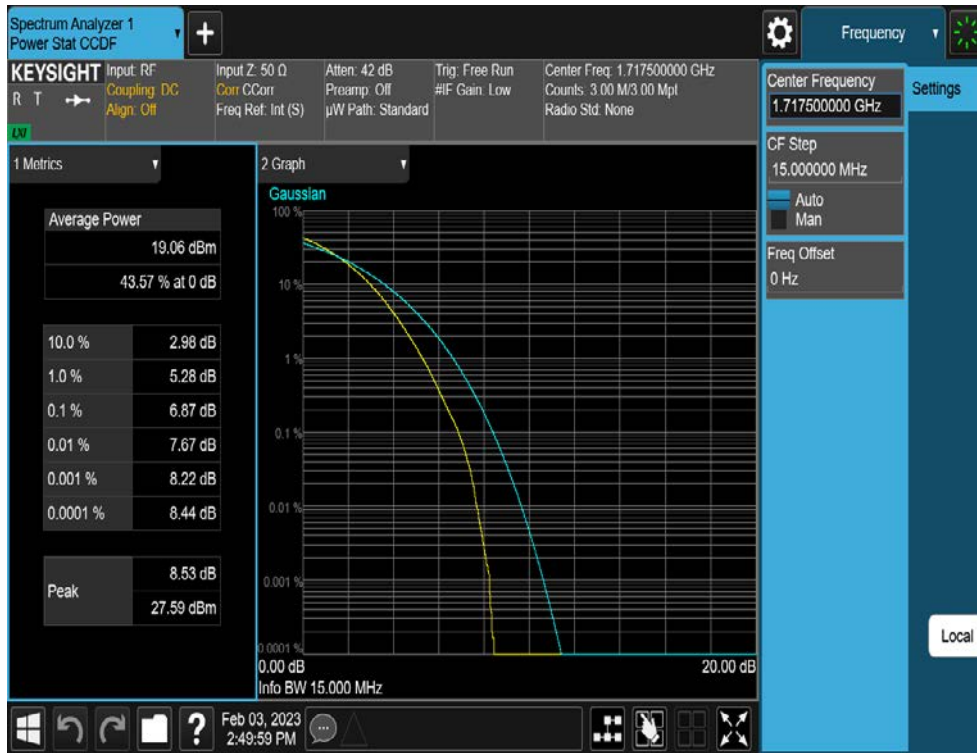 Spectrum Analyzer 1
Power Stat CCDF
+
Frequency
KEYSIGHT
R T
LXI
Input: RF
Coupling: DC
Align: Off
Input Z: 50 Ω
Corr CCorr
Freq Ref: Int (S)
Atten: 42 dB
Preamp: Off
µW Path: Standard
Trig: Free Run
#IF Gain: Low
Center Freq: 1.717500000 GHz
Counts: 3.00 M/3.00 Mpt
Radio Std: None
Center Frequency
1.717500000 GHz
Settings
CF Step
15.000000 MHz
Auto
Man
Freq Offset
0 Hz
Local
1 Metrics
Average Power
19.06 dBm
43.57 % at 0 dB
10.0 % 2.98 dB
1.0 % 5.28 dB
0.1 % 6.87 dB
0.01 % 7.67 dB
0.001 % 8.22 dB
0.0001 % 8.44 dB
Peak
8.53 dB
27.59 dBm
2 Graph
Gaussian
100 %
10 %
1 %
0.1 %
0.01 %
0.001 %
0.0001 %
0.00 dB 20.00 dB
Info BW 15.000 MHz
?
Feb 03, 2023
2:49:59 PM